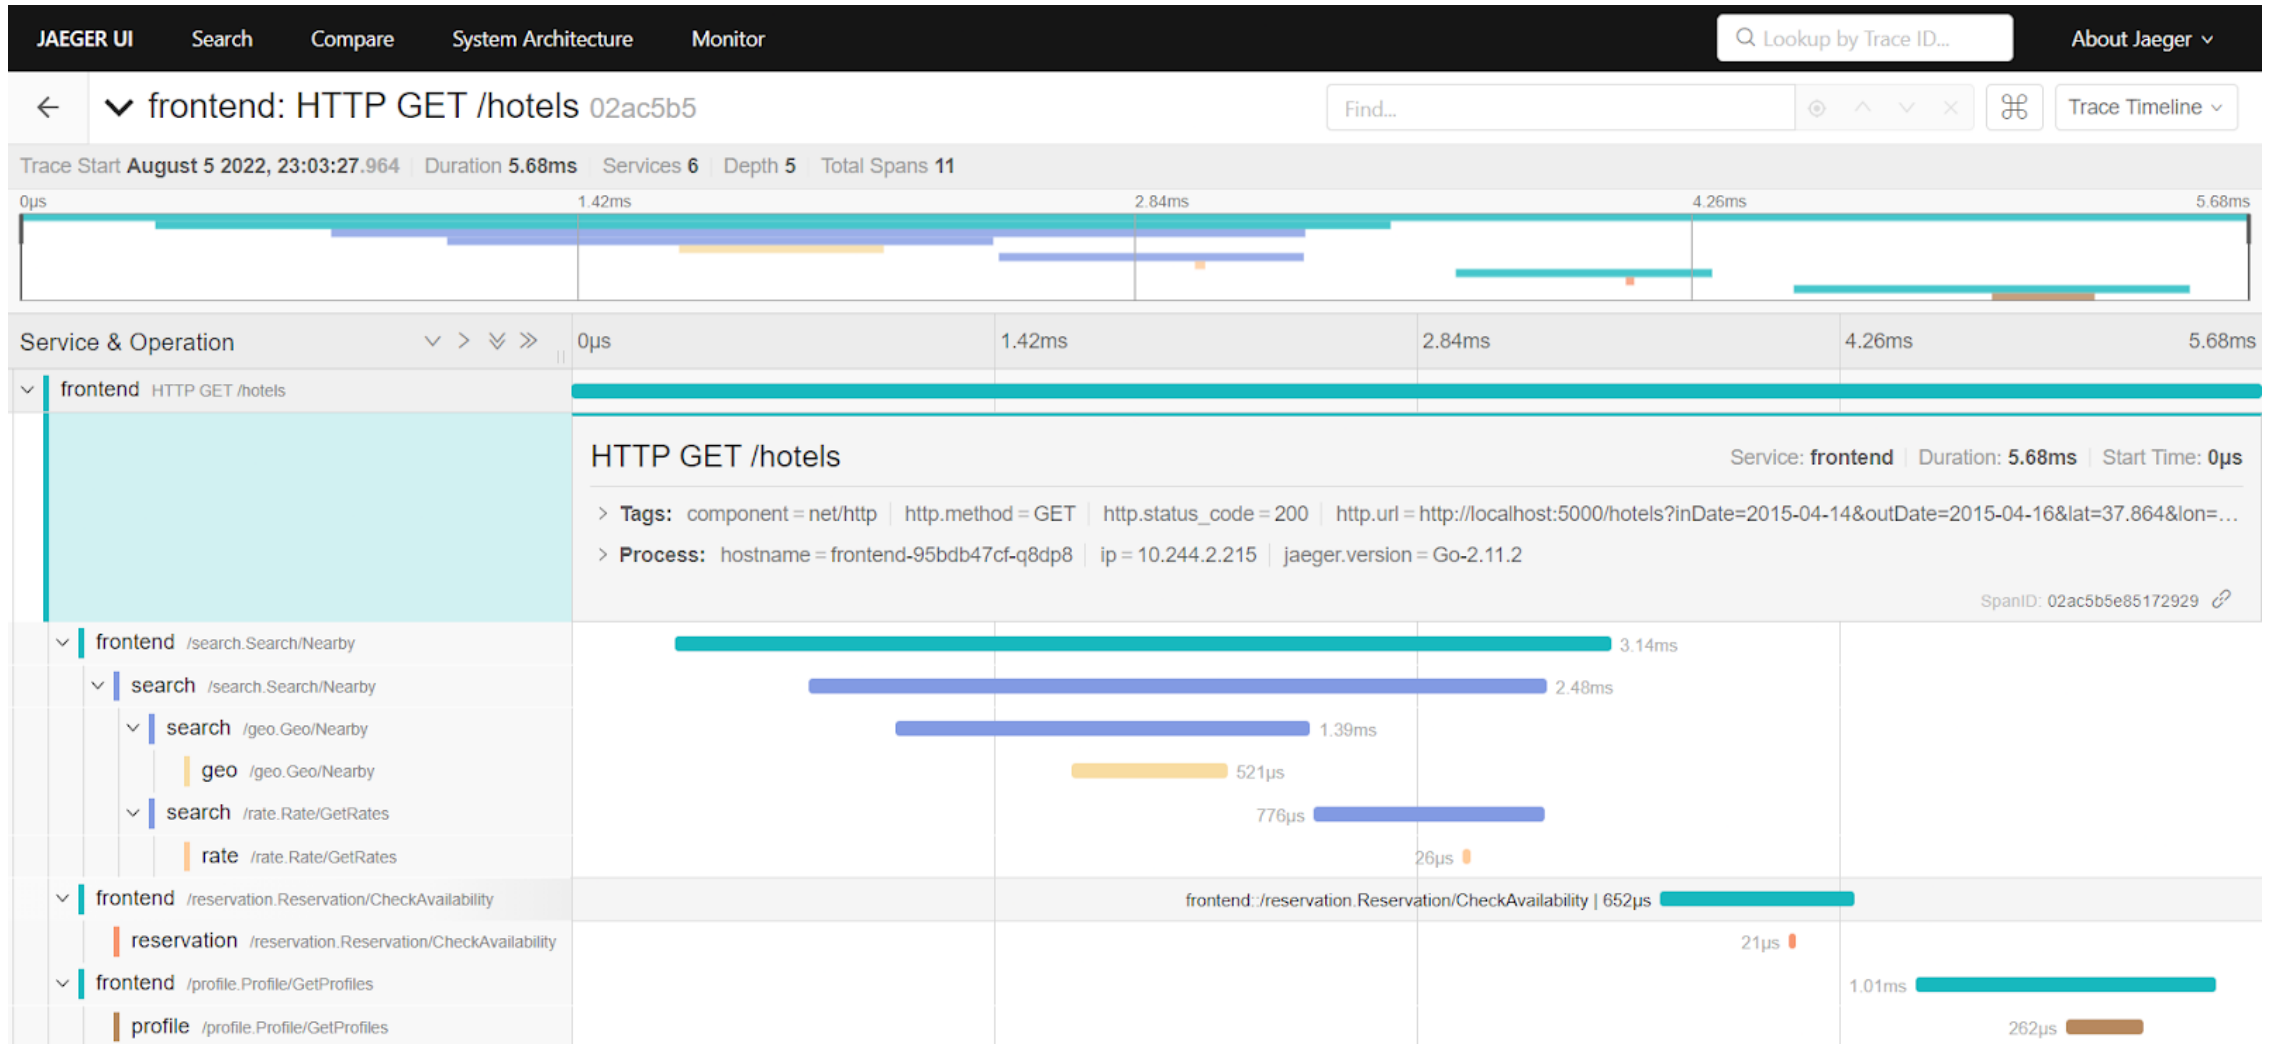 JAEGER UI Search Compare System Architecture Monitor Lookup by Trace ID... About Jaeger
frontend: HTTP GET /hotels 02ac5b5 Find... Trace Timeline
Trace Start August 5 2022, 23:03:27.964 Duration 5.68ms Services 6 Depth 5 Total Spans 11
0μs 1.42ms 2.84ms 4.26ms 5.68ms
Service & Operation 0μs 1.42ms 2.84ms 4.26ms 5.68ms
frontend HTTP GET /hotels
HTTP GET /hotels Service: frontend Duration: 5.68ms Start Time: 0μs
Tags: component = net/http http.method = GET http.status_code = 200 http.url = http://localhost:5000/hotels?inDate=2015-04-14&outDate=2015-04-16&lat=37.864&lon=...
Process: hostname = frontend-95bdb47cf-q8dp8 ip = 10.244.2.215 jaeger.version = Go-2.11.2
SpanID: 02ac5b5e85172929
frontend /search.Search/Nearby 3.14ms
search /search.Search/Nearby 2.48ms
search /geo.Geo/Nearby 1.39ms
geo /geo.Geo/Nearby 521μs
search /rate.Rate/GetRates 776μs
rate /rate.Rate/GetRates 26μs
frontend /reservation.Reservation/CheckAvailability frontend::/reservation.Reservation/CheckAvailability | 652μs
reservation /reservation.Reservation/CheckAvailability 21μs
frontend /profile.Profile/GetProfiles 1.01ms
profile /profile.Profile/GetProfiles 262μs